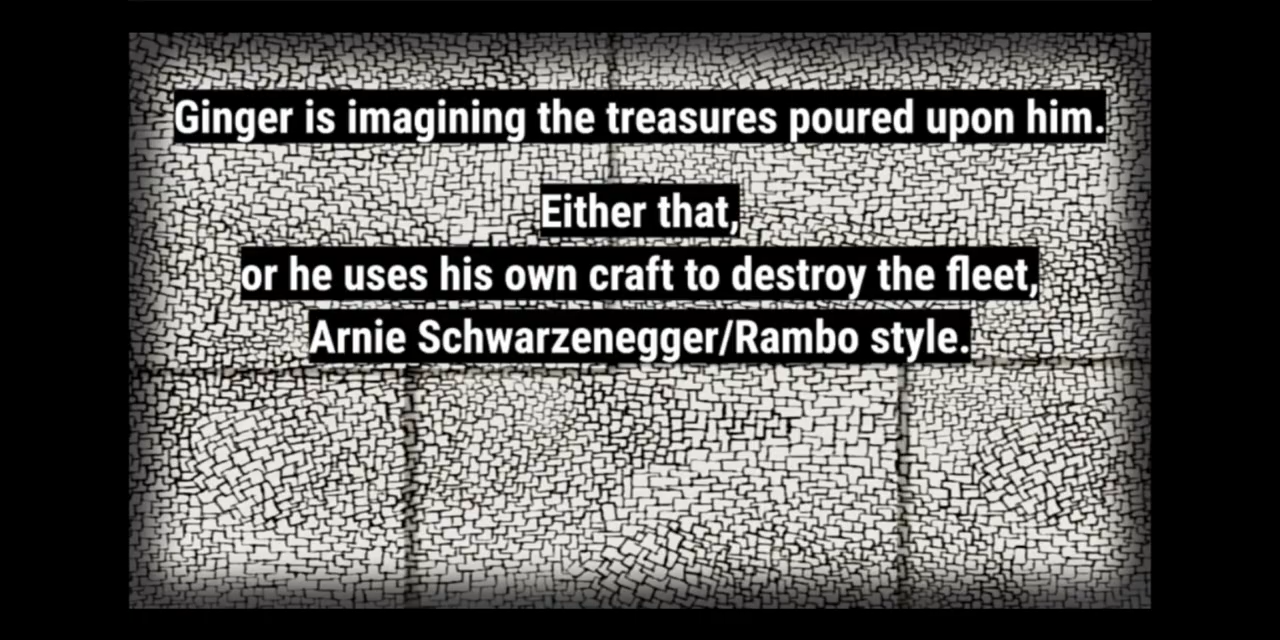 Ginger is imagining the treasures poured upon him.
Either that,
or he uses his own craft to destroy the fleet,
Arnie Schwarzenegger/Rambo style.